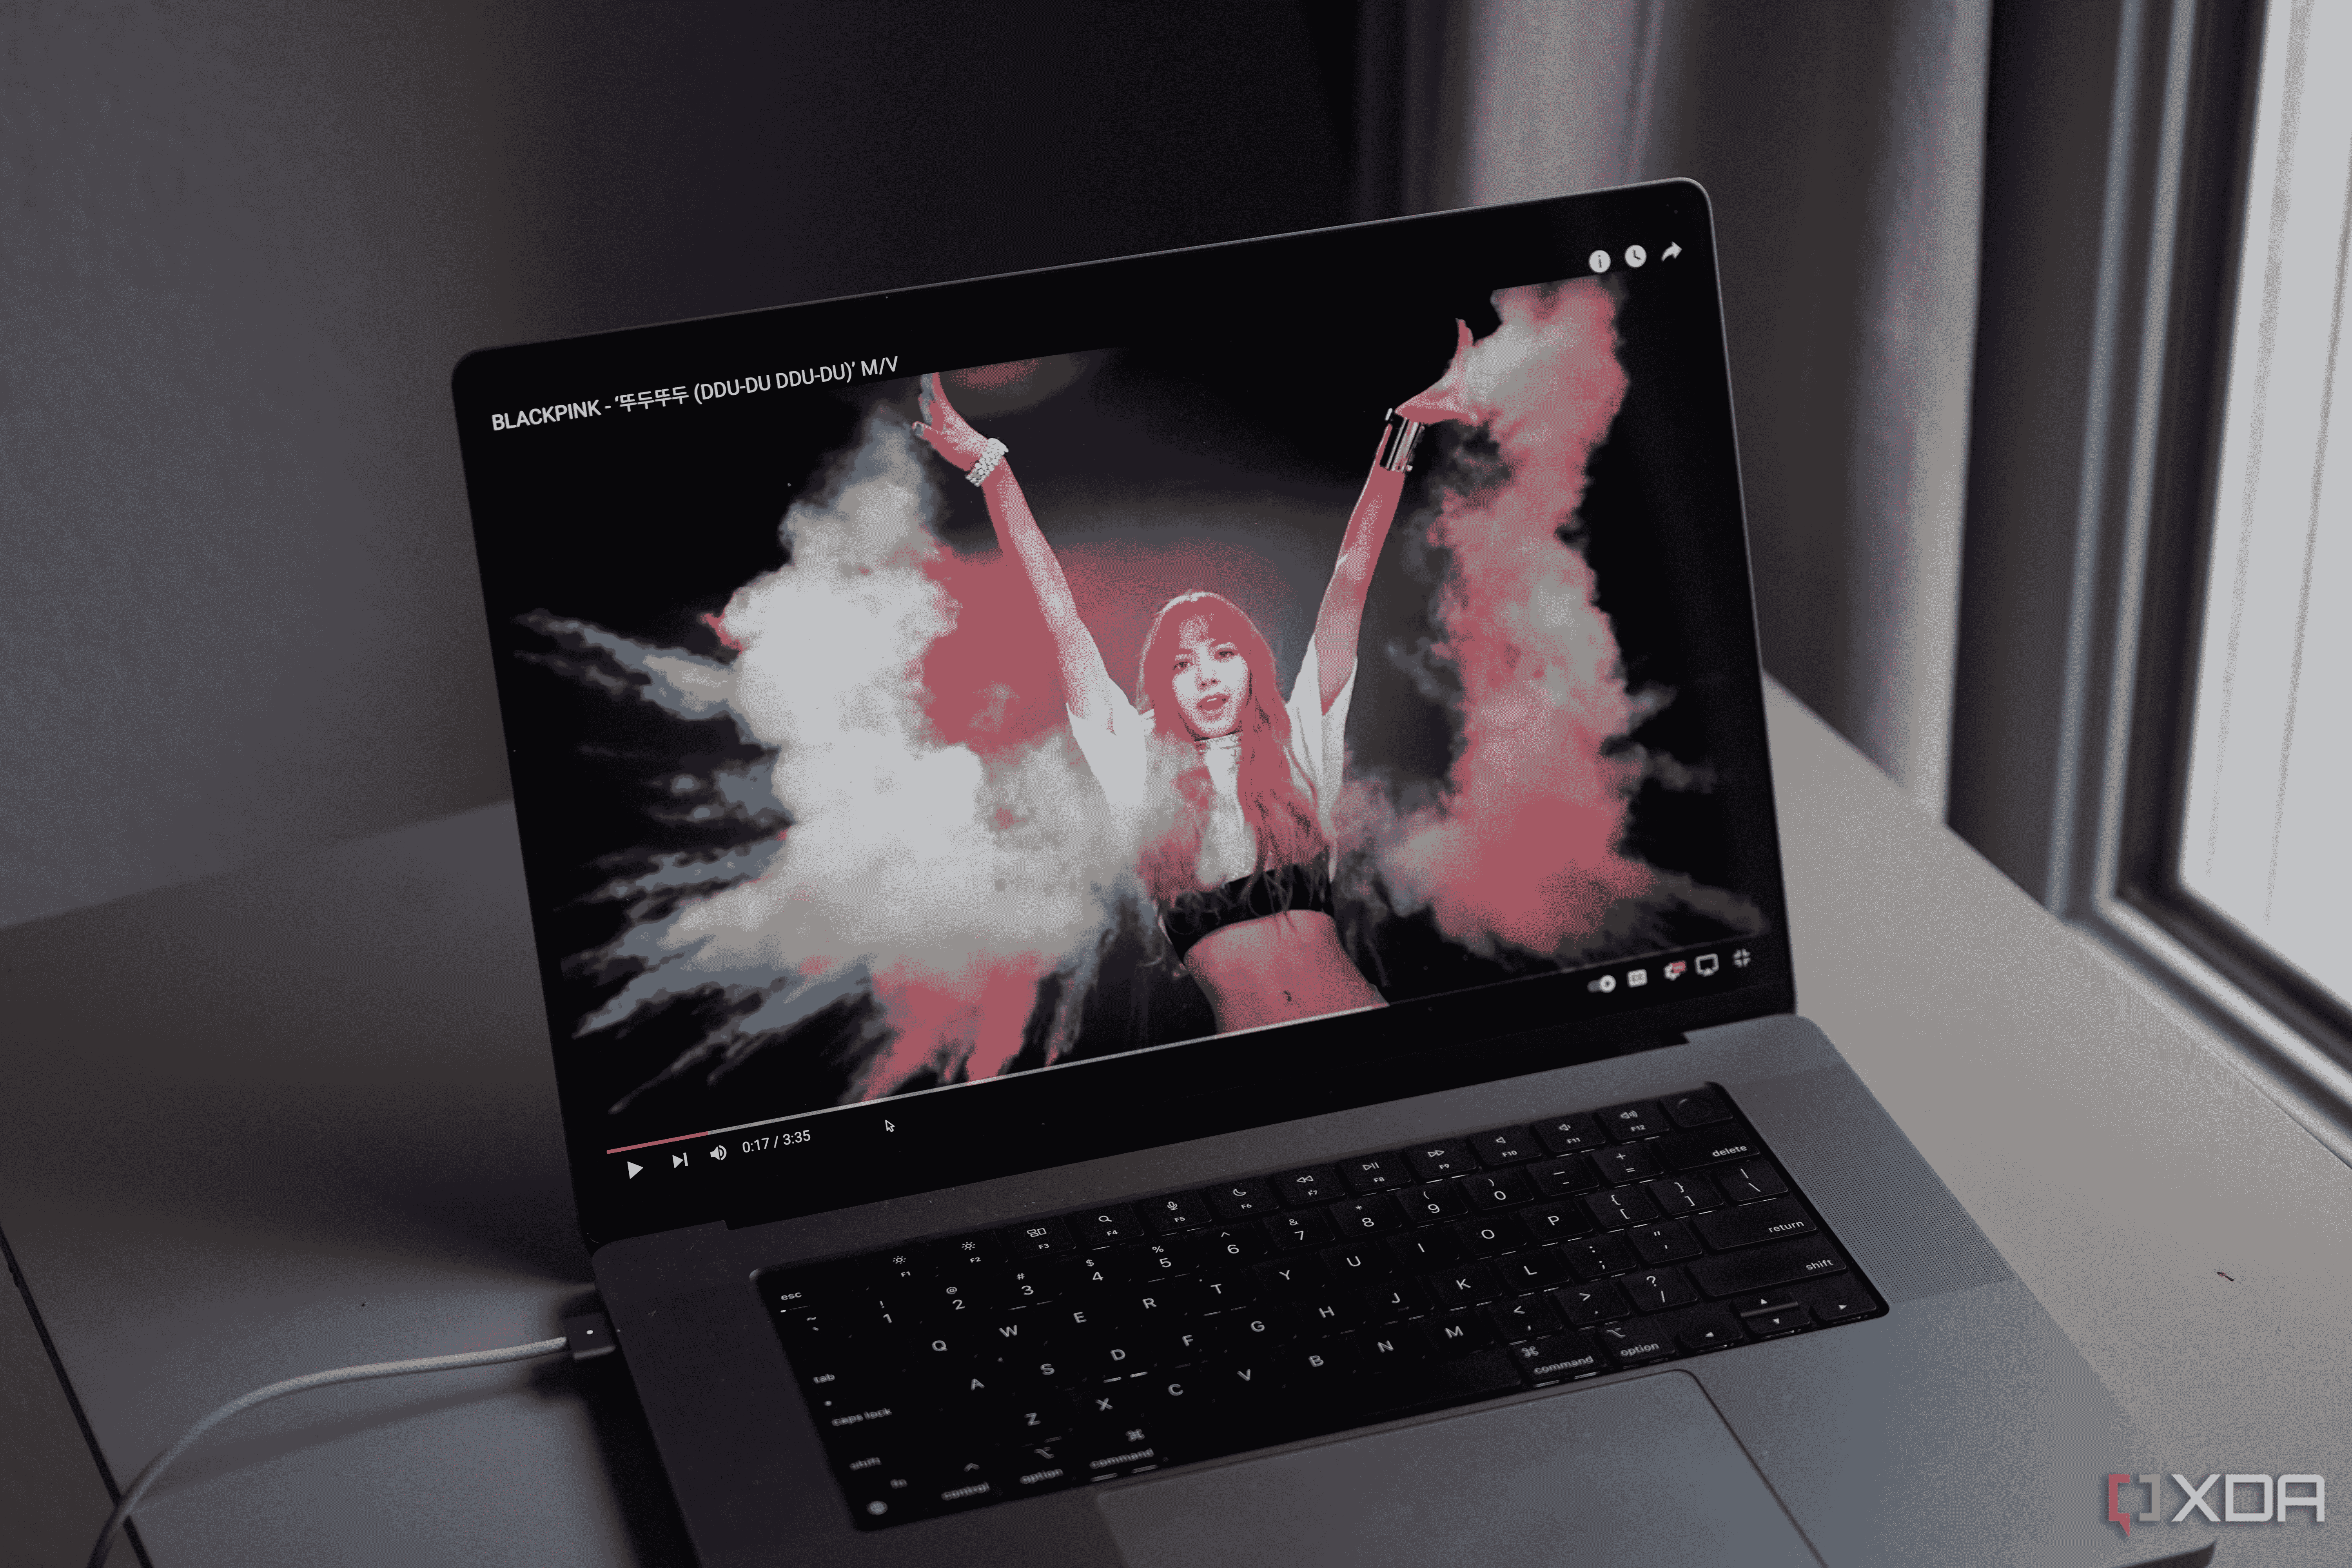 BLACKPINK - '뚜두뚜두 (DDU-DU DDU-DU)' M/V
CC
0:17 / 3:35
esc
F1
F2
F3
F4
F5
F6
F7
F8
F9
F10
F11
F12
~ `
! 1
@ 2
# 3
$ 4
% 5
^ 6
& 7
* 8
( 9
) 0
— -
+ =
delete
tab
Q W E R T Y U I O P { [ } ] | \
caps lock
A S D F G H J K L : ; " '
return
shift
Z X C V B N M < , > . ? /
shift
fn
control
option
⌘ command
⌘ command
option
XDA